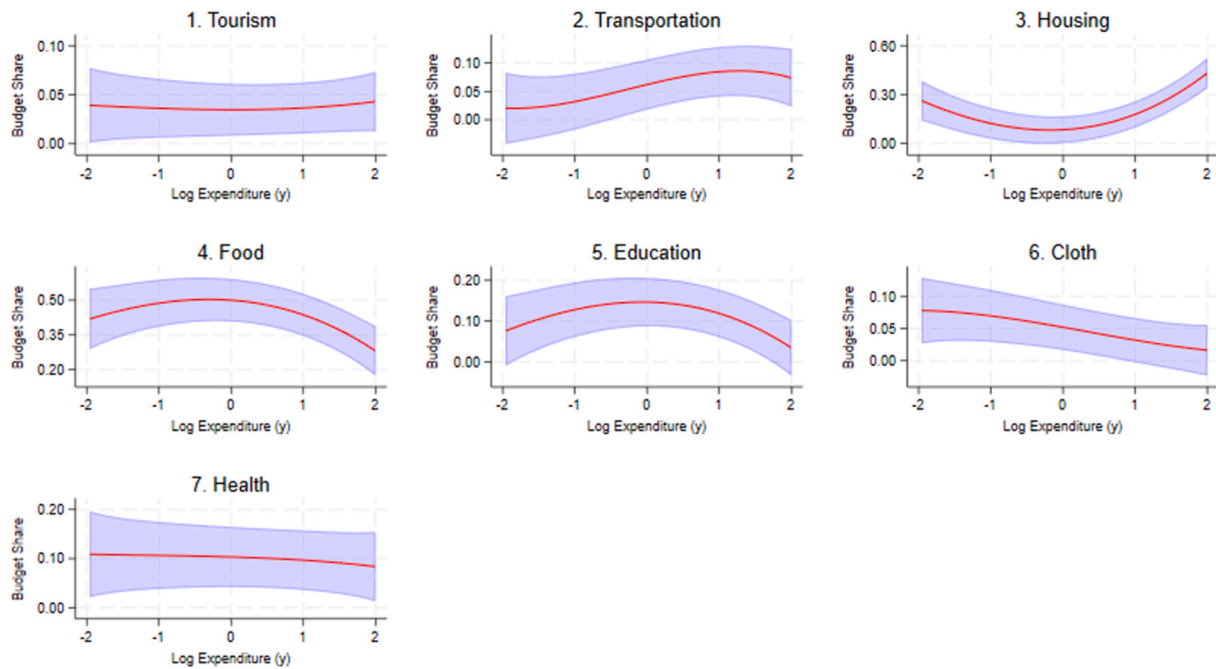 1. Tourism
Budget Share
0.10
0.05
0.00
-2 -1 0 1 2
Log Expenditure (y)
2. Transportation
Budget Share
0.10
0.05
0.00
-2 -1 0 1 2
Log Expenditure (y)
3. Housing
Budget Share
0.60
0.30
0.00
-2 -1 0 1 2
Log Expenditure (y)
4. Food
Budget Share
0.50
0.35
0.20
-2 -1 0 1 2
Log Expenditure (y)
5. Education
Budget Share
0.20
0.10
0.00
-2 -1 0 1 2
Log Expenditure (y)
6. Cloth
Budget Share
0.10
0.05
0.00
-2 -1 0 1 2
Log Expenditure (y)
7. Health
Budget Share
0.20
0.10
0.00
-2 -1 0 1 2
Log Expenditure (y)